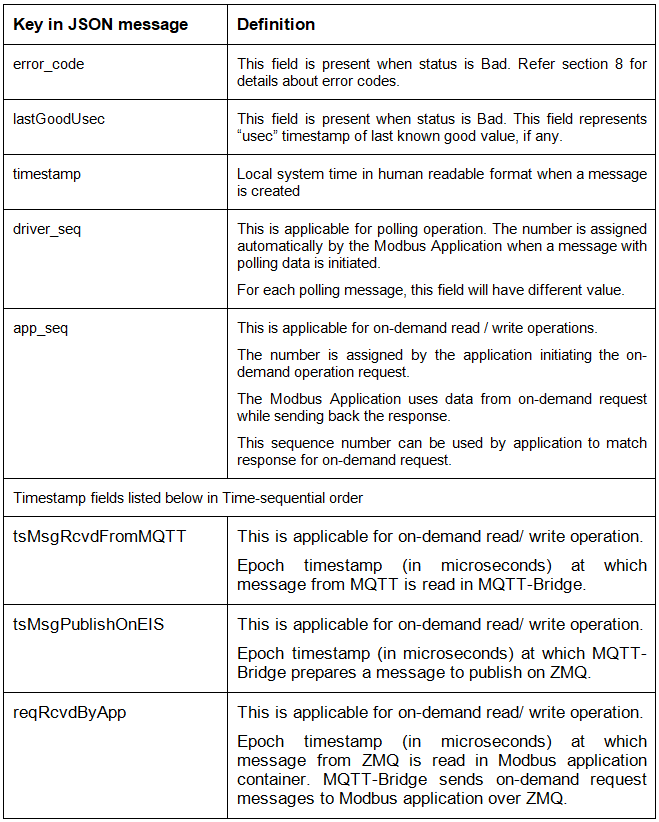 Key in JSON message
Definition
error_code
This field is present when status is Bad. Refer section 8 for
details about error codes.
lastGoodUsec
This field is present when status is Bad. This field represents
“usec” timestamp of last known good value, if any.
timestamp
Local system time in human readable format when a message
is created
driver_seq
This is applicable for polling operation. The number is assigned
automatically by the Modbus Application when a message with
polling data is initiated.
For each polling message, this field will have different value.
app_seq
This is applicable for on-demand read / write operations.
The number is assigned by the application initiating the on-
demand operation request.
The Modbus Application uses data from on-demand request
while sending back the response.
This sequence number can be used by application to match
response for on-demand request.
Timestamp fields listed below in Time-sequential order
tsMsgRcvdFromMQTT
This is applicable for on-demand read/ write operation.
Epoch timestamp (in microseconds) at which
message from MQTT is read in MQTT-Bridge.
tsMsgPublishOnEIS
This is applicable for on-demand read/ write operation.
Epoch timestamp (in microseconds) at which MQTT-
Bridge prepares a message to publish on ZMQ.
reqRcvdByApp
This is applicable for on-demand read/ write operation.
Epoch timestamp (in microseconds) at which
message from ZMQ is read in Modbus application
container. MQTT-Bridge sends on-demand request
messages to Modbus application over ZMQ.